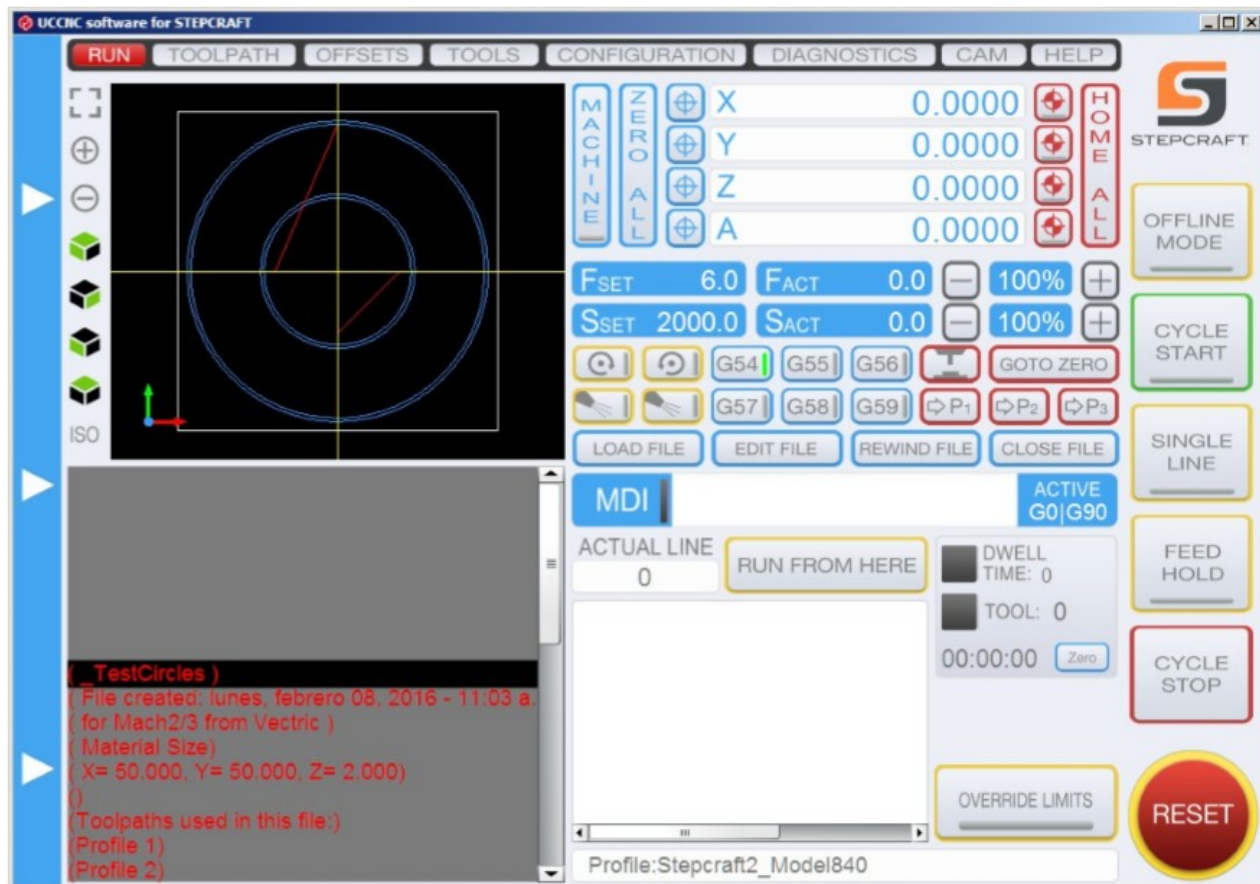 UCCNC software for STEPCRAFT
RUN TOOLPATH OFFSETS TOOLS CONFIGURATION DIAGNOSTICS CAM HELP
MACHINE
ZERO ALL
X 0.0000
Y 0.0000
Z 0.0000
A 0.0000
HOME ALL
STEPCRAFT
ISO
FSET 6.0 FACT 0.0 100%
SSET 2000.0 SACT 0.0 100%
G54 G55 G56 GOTO ZERO
G57 G58 G59 P1 P2 P3
LOAD FILE EDIT FILE REWIND FILE CLOSE FILE
MDI
ACTIVE
G0|G90
ACTUAL LINE
0
RUN FROM HERE
DWELL
TIME: 0
TOOL: 0
00:00:00 Zero
OVERRIDE LIMITS
Profile:Stepcraft2_Model840
( _TestCircles )
( File created: lunes, febrero 08, 2016 - 11:03 a.
( for Mach2/3 from Vectric )
( Material Size)
( X= 50.000, Y= 50.000, Z= 2.000)
()
(Toolpaths used in this file:)
(Profile 1)
(Profile 2)
OFFLINE
MODE
CYCLE
START
SINGLE
LINE
FEED
HOLD
CYCLE
STOP
RESET